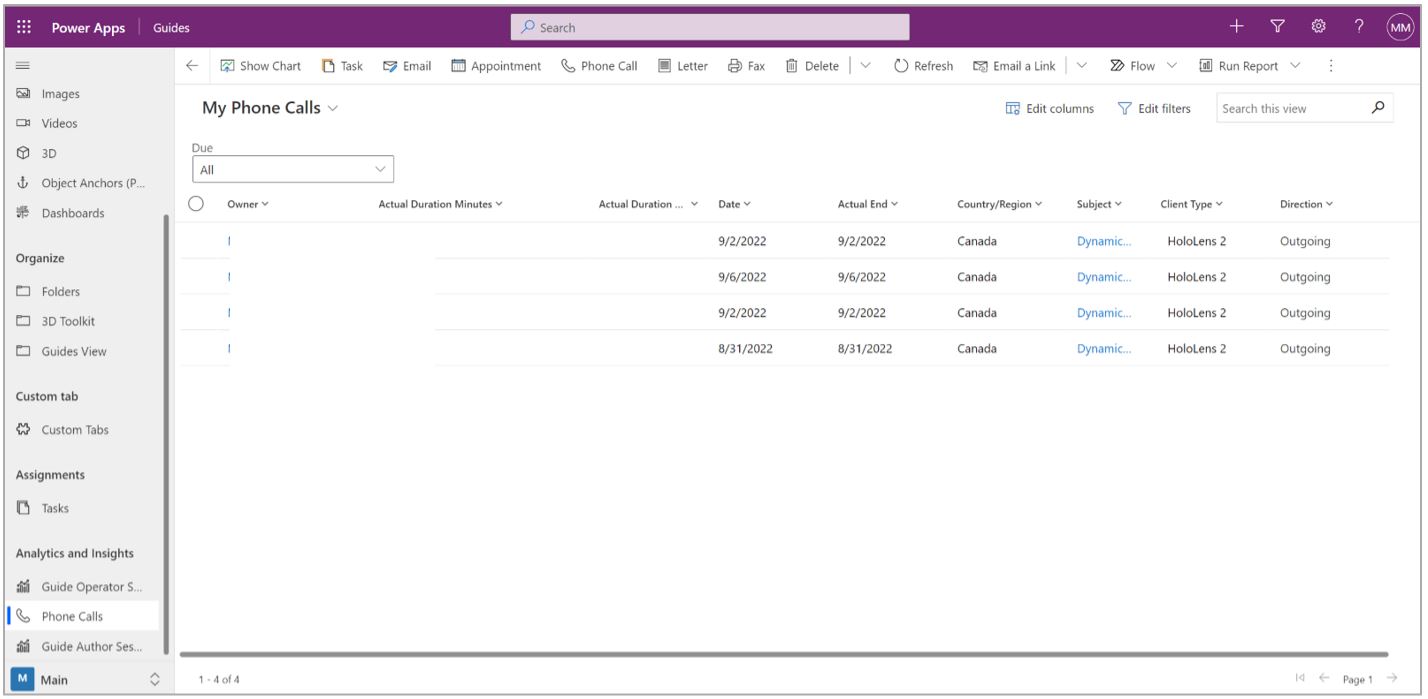 Power Apps Guides Search MM
Show Chart Task Email Appointment Phone Call Letter Fax Delete Refresh Email a Link Flow Run Report
Images
Videos
3D
Object Anchors (P...
Dashboards
Organize
Folders
3D Toolkit
Guides View
Custom tab
Custom Tabs
Assignments
Tasks
Analytics and Insights
Guide Operator S...
Phone Calls
Guide Author Ses...
M Main
My Phone Calls Edit columns Edit filters Search this view
Due
All
Owner Actual Duration Minutes Actual Duration ... Date Actual End Country/Region Subject Client Type Direction
9/2/2022 9/2/2022 Canada Dynamic... HoloLens 2 Outgoing
9/6/2022 9/6/2022 Canada Dynamic... HoloLens 2 Outgoing
9/2/2022 9/2/2022 Canada Dynamic... HoloLens 2 Outgoing
8/31/2022 8/31/2022 Canada Dynamic... HoloLens 2 Outgoing
1 - 4 of 4 Page 1